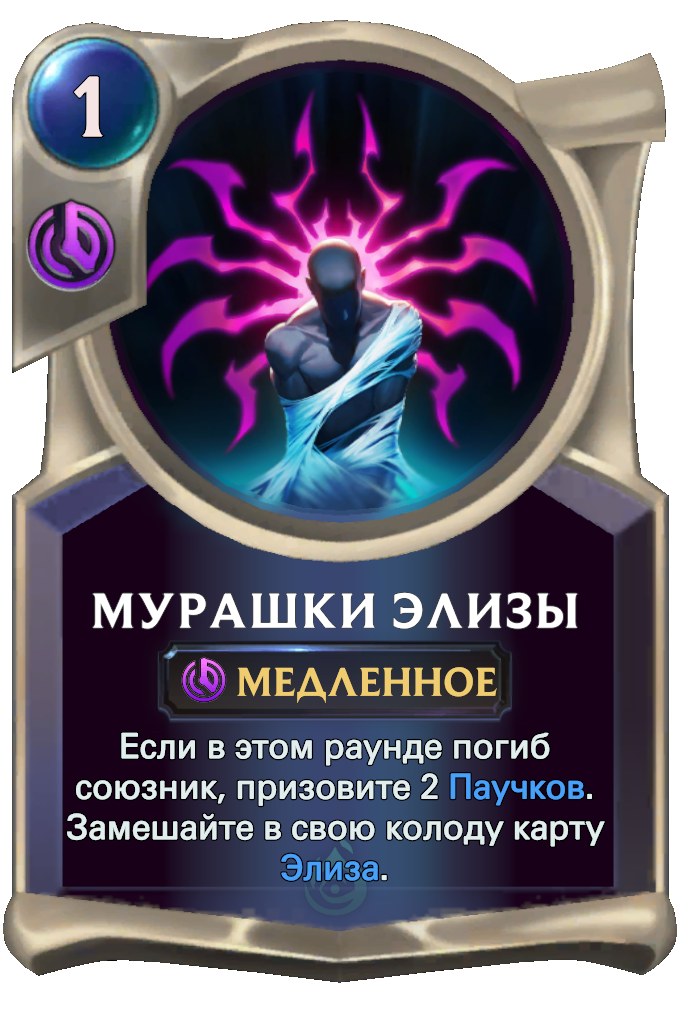 1
МУРАШКИ ЭЛИЗЫ
МЕДЛЕННОЕ
Если в этом раунде погиб
союзник, призовите 2 Паучков.
Замешайте в свою колоду карту
Элиза.